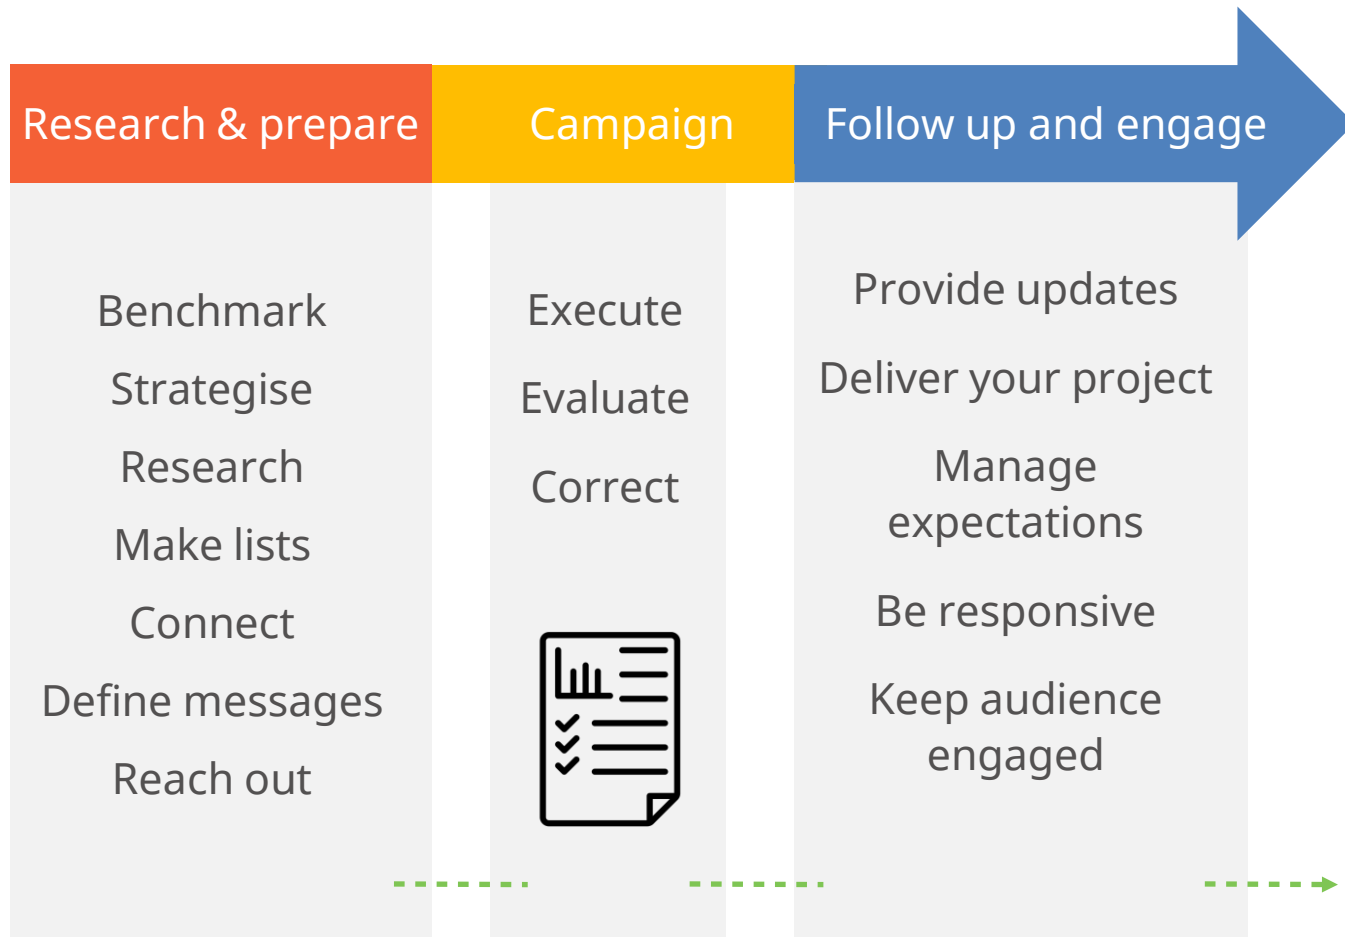 Research & prepare
Campaign
Follow up and engage
Benchmark
Strategise
Research
Make lists
Connect
Define messages
Reach out
Execute
Evaluate
Correct
Provide updates
Deliver your project
Manage
expectations
Be responsive
Keep audience
engaged